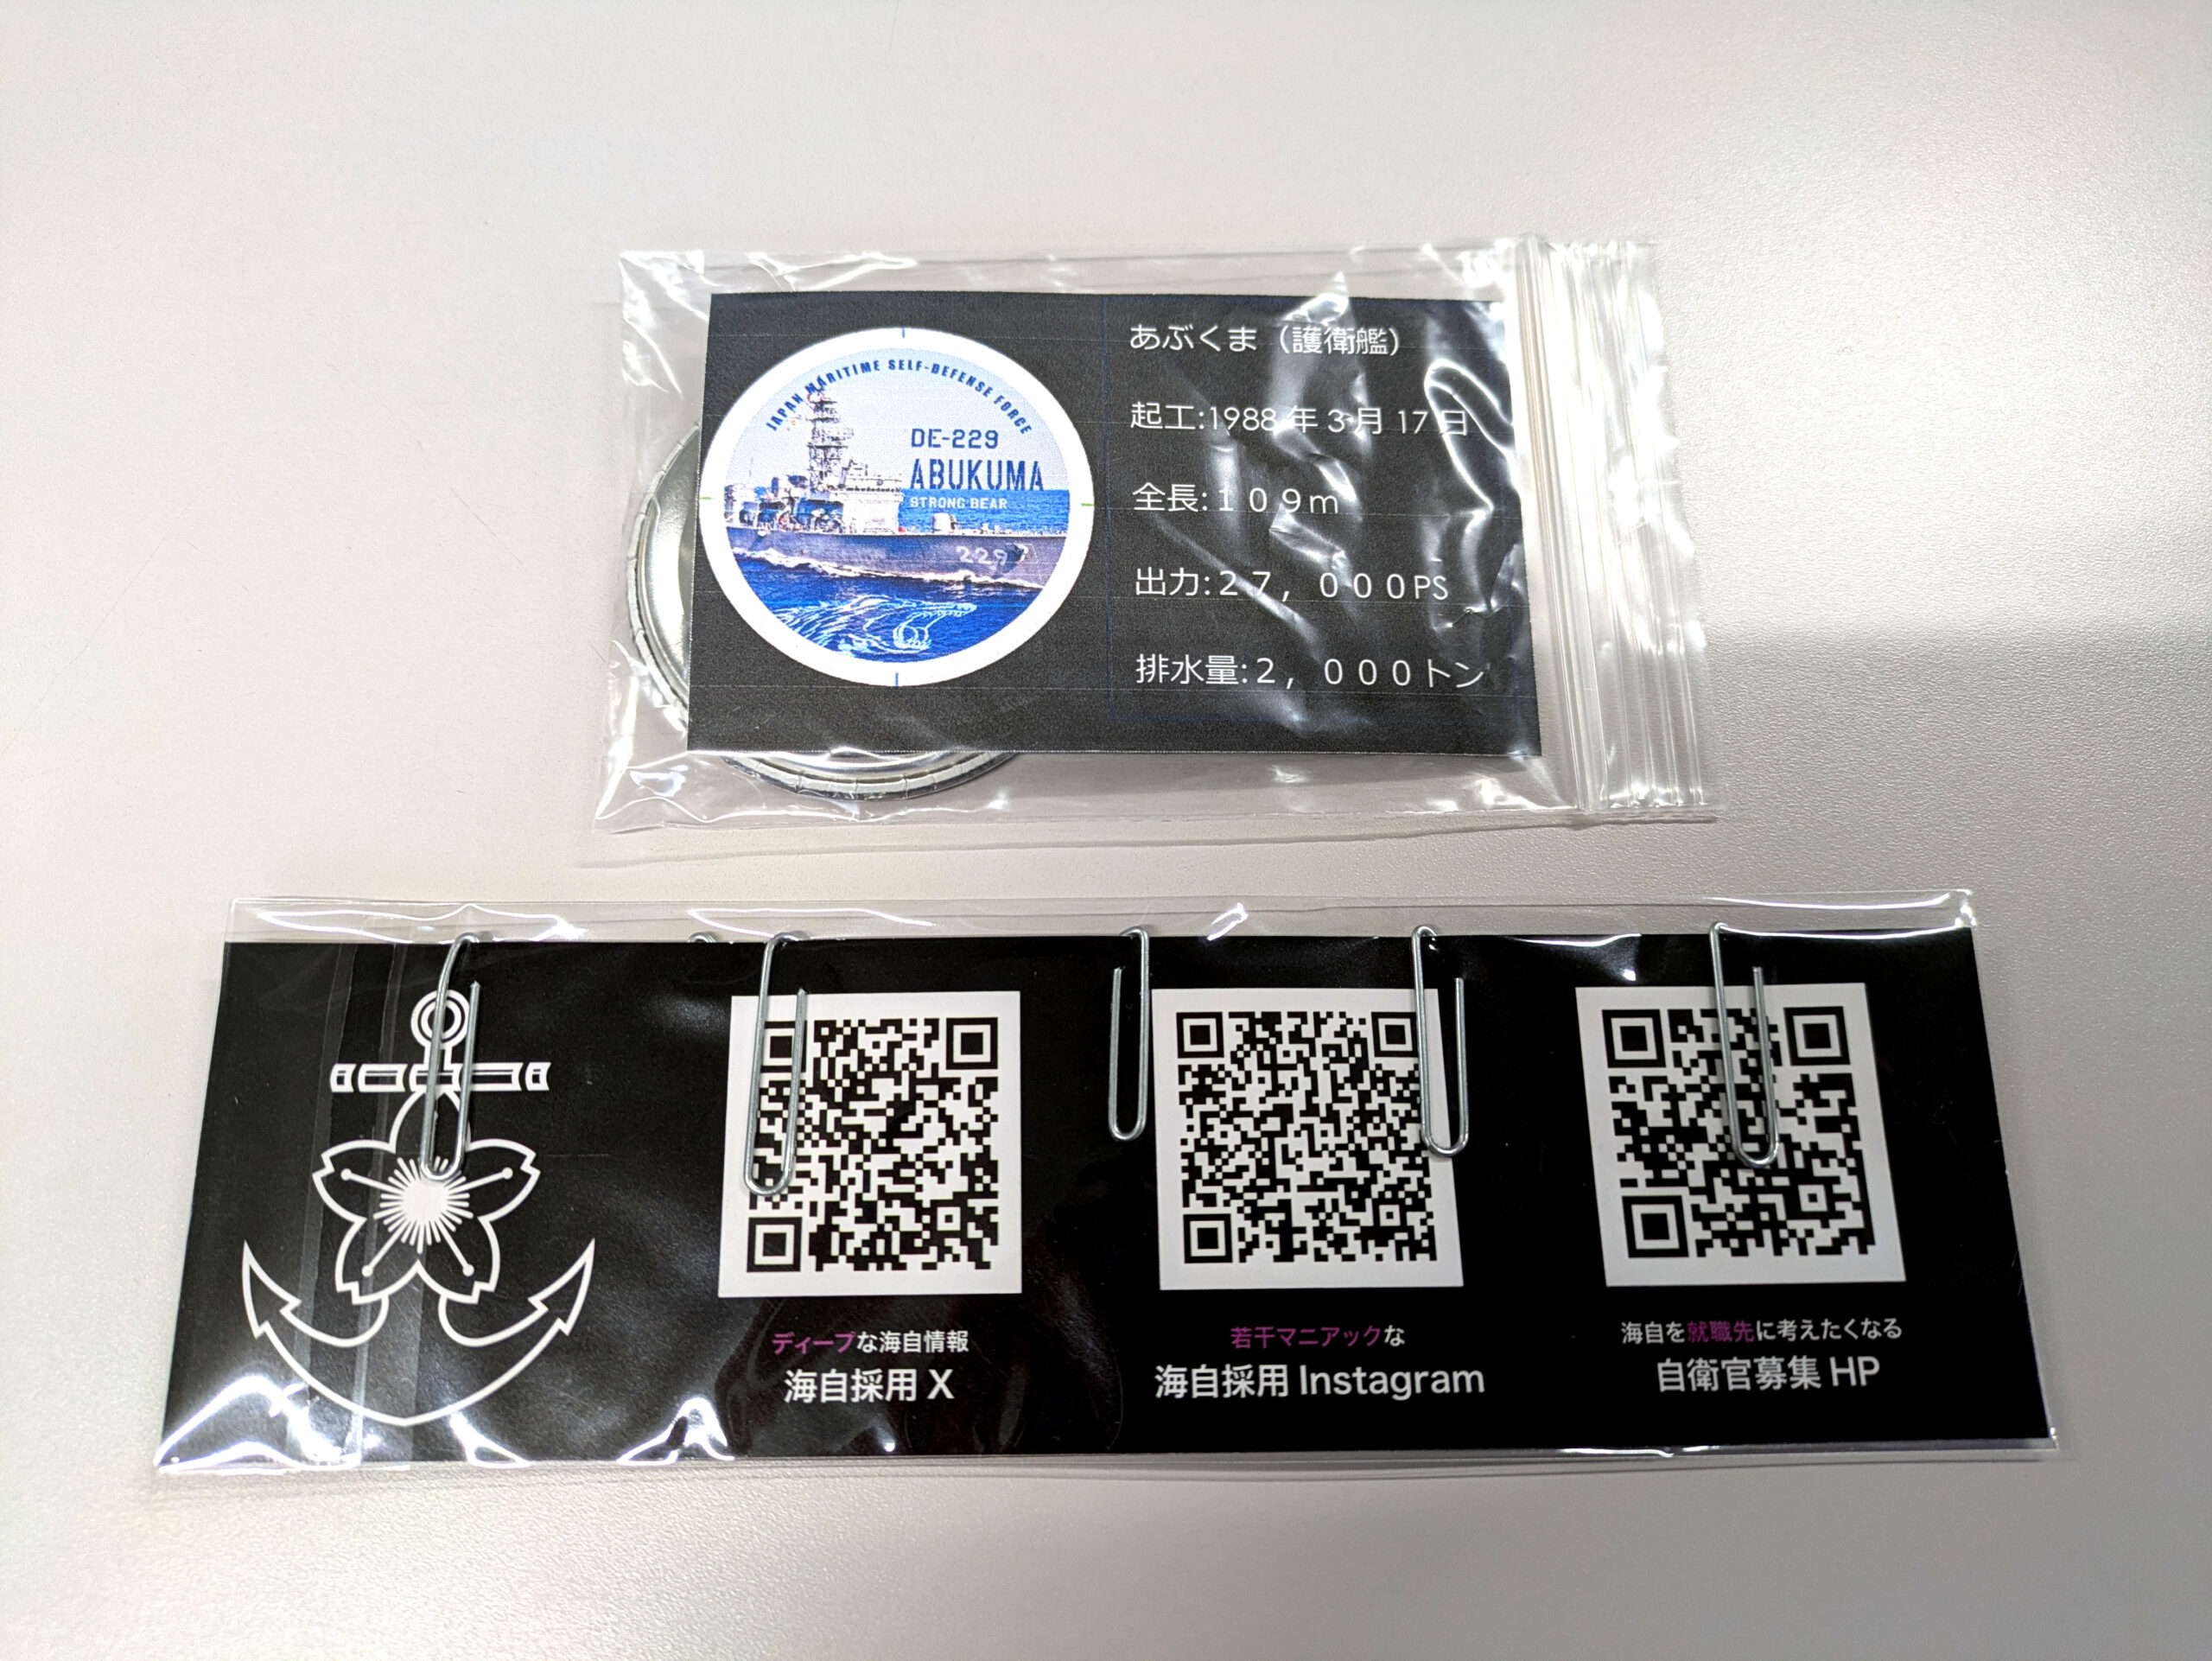 JAPAN MARITIME SELF-DEFENSE FORCE
DE-229
ABUKUMA
STRONG BEAR
229
あぶくま（護衛艦）
起工:1988年3月17日
全長:１０９m
出力:２７，０００PS
排水量:２，０００トン
ディープな海自情報
海自採用 X
若干マニアックな
海自採用 Instagram
海自を就職先に考えたくなる
自衛官募集 HP